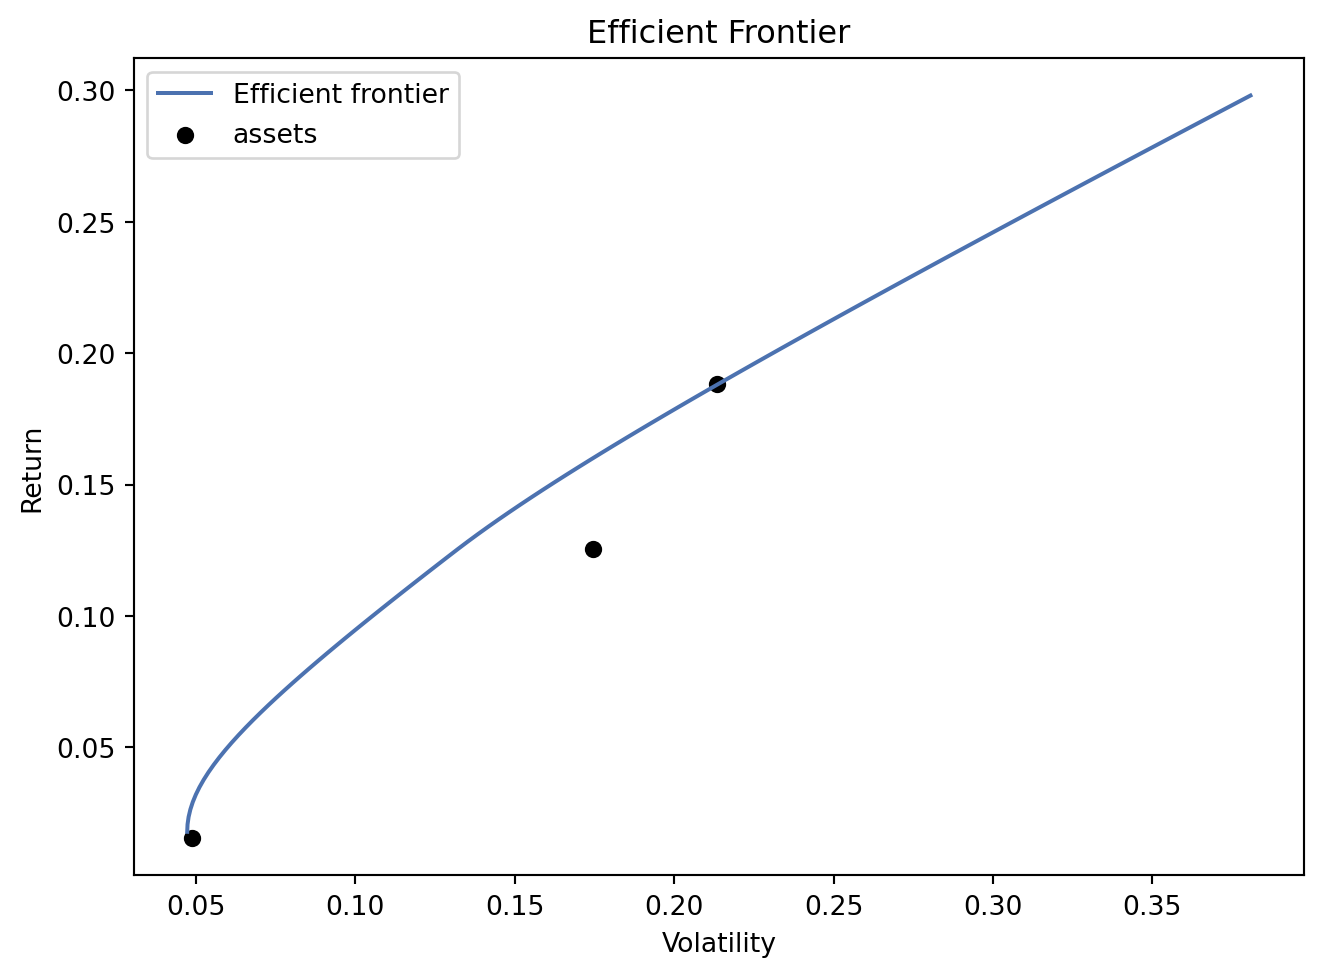 Efficient Frontier
Efficient frontier
assets
0.30
0.25
0.20
0.15
0.10
0.05
Return
0.05 0.10 0.15 0.20 0.25 0.30 0.35
Volatility